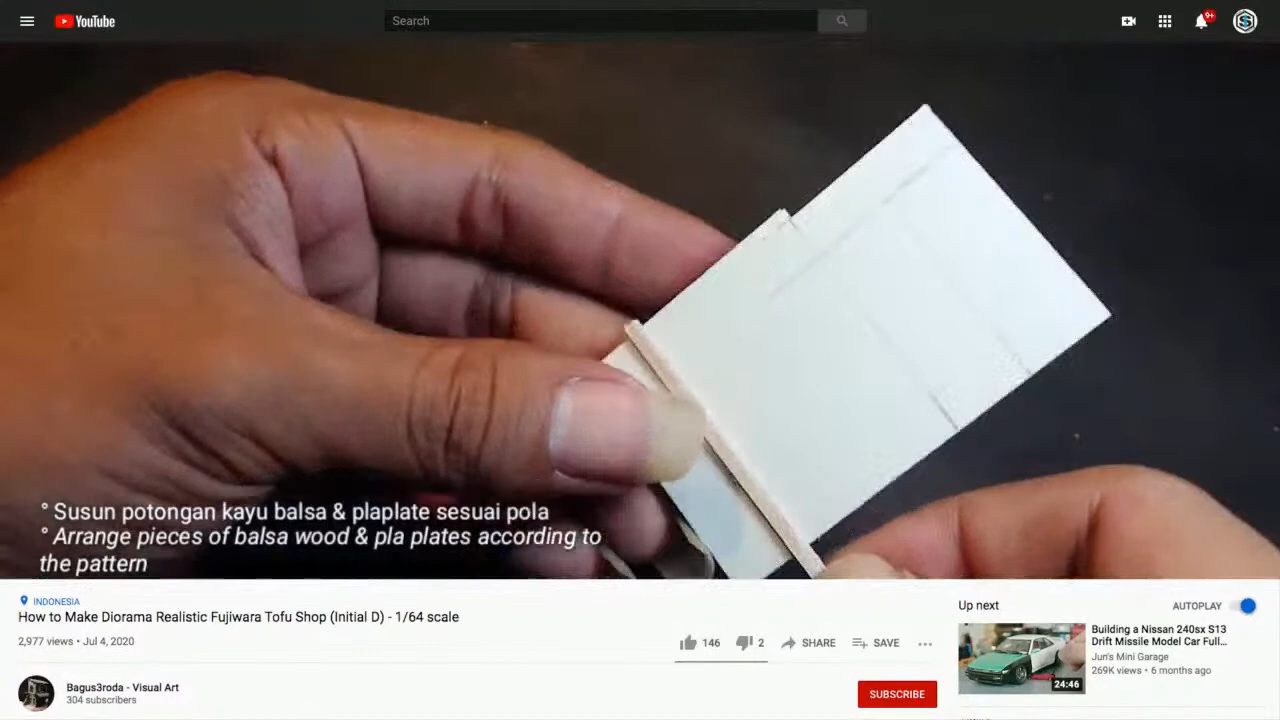 YouTube
Search
9+
° Susun potongan kayu balsa & plaplate sesuai pola
° Arrange pieces of balsa wood & pla plates according to
the pattern
INDONESIA
How to Make Diorama Realistic Fujiwara Tofu Shop (Initial D) - 1/64 scale
2,977 views • Jul 4, 2020
146
2
SHARE
SAVE
Bagus3roda - Visual Art
304 subscribers
SUBSCRIBE
Up next
AUTOPLAY
Building a Nissan 240sx S13
Drift Missile Model Car Full...
Jun's Mini Garage
269K views • 6 months ago
24:46